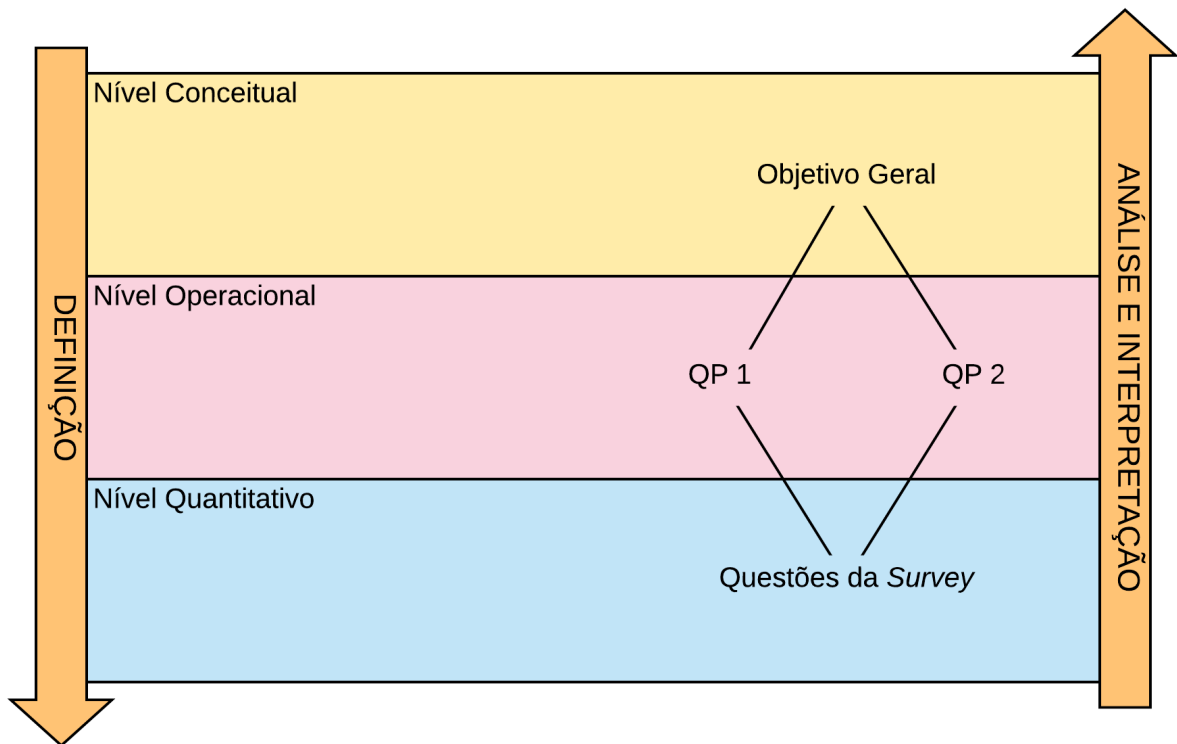 Nível Conceitual
Objetivo Geral
Nível Operacional
DEFINIÇÃO
ANÁLISE E INTERPRETAÇÃO
QP 1
QP 2
Nível Quantitativo
Questões da Survey